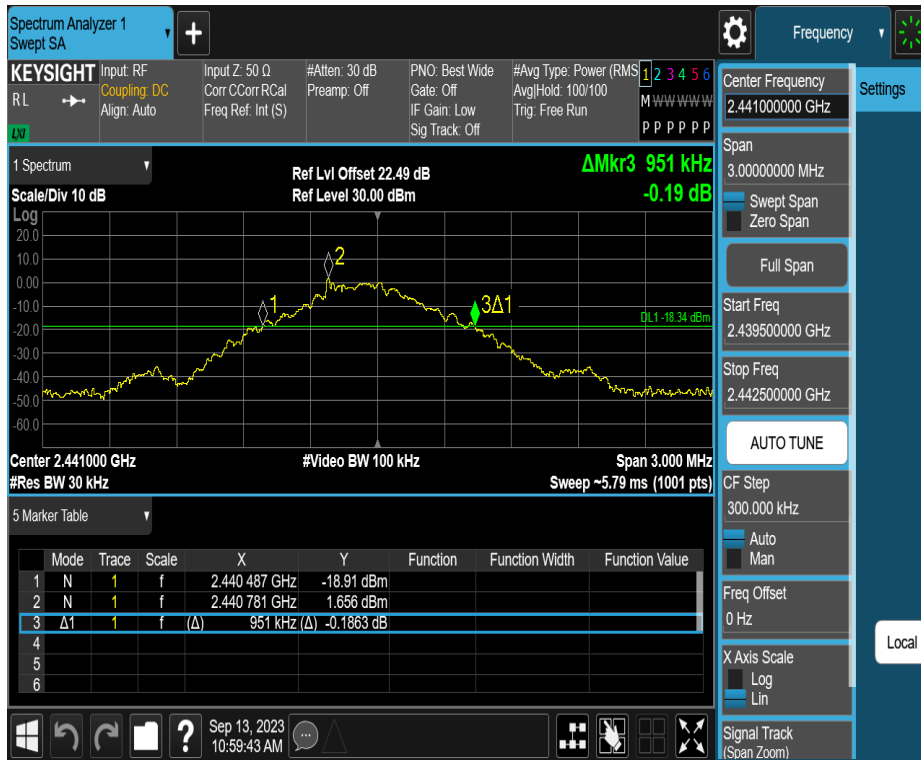 Spectrum Analyzer 1
Swept SA
+
Frequency
KEYSIGHT
RL
LXI
Input: RF
Coupling: DC
Align: Auto
Input Z: 50 Ω
Corr CCorr RCal
Freq Ref: Int (S)
#Atten: 30 dB
Preamp: Off
PNO: Best Wide
Gate: Off
IF Gain: Low
Sig Track: Off
#Avg Type: Power (RMS
Avg|Hold: 100/100
Trig: Free Run
1 2 3 4 5 6
M W W W W W
P P P P P P
1 Spectrum
Scale/Div 10 dB
Ref Lvl Offset 22.49 dB
Ref Level 30.00 dBm
ΔMkr3 951 kHz
-0.19 dB
Log
20.0
10.0
0.00
-10.0
-20.0
-30.0
-40.0
-50.0
-60.0
2
1
3Δ1
DL1 -18.34 dBm
Center 2.441000 GHz
#Video BW 100 kHz
Span 3.000 MHz
#Res BW 30 kHz
Sweep ~5.79 ms (1001 pts)
5 Marker Table
Mode Trace Scale X Y Function Function Width Function Value
1 N 1 f 2.440 487 GHz -18.91 dBm
2 N 1 f 2.440 781 GHz 1.656 dBm
3 Δ1 1 f (Δ) 951 kHz (Δ) -0.1863 dB
4
5
6
?
Sep 13, 2023
10:59:43 AM
Center Frequency
2.441000000 GHz
Span
3.00000000 MHz
Swept Span
Zero Span
Full Span
Start Freq
2.439500000 GHz
Stop Freq
2.442500000 GHz
AUTO TUNE
CF Step
300.000 kHz
Auto
Man
Freq Offset
0 Hz
X Axis Scale
Log
Lin
Signal Track
(Span Zoom)
Settings
Local